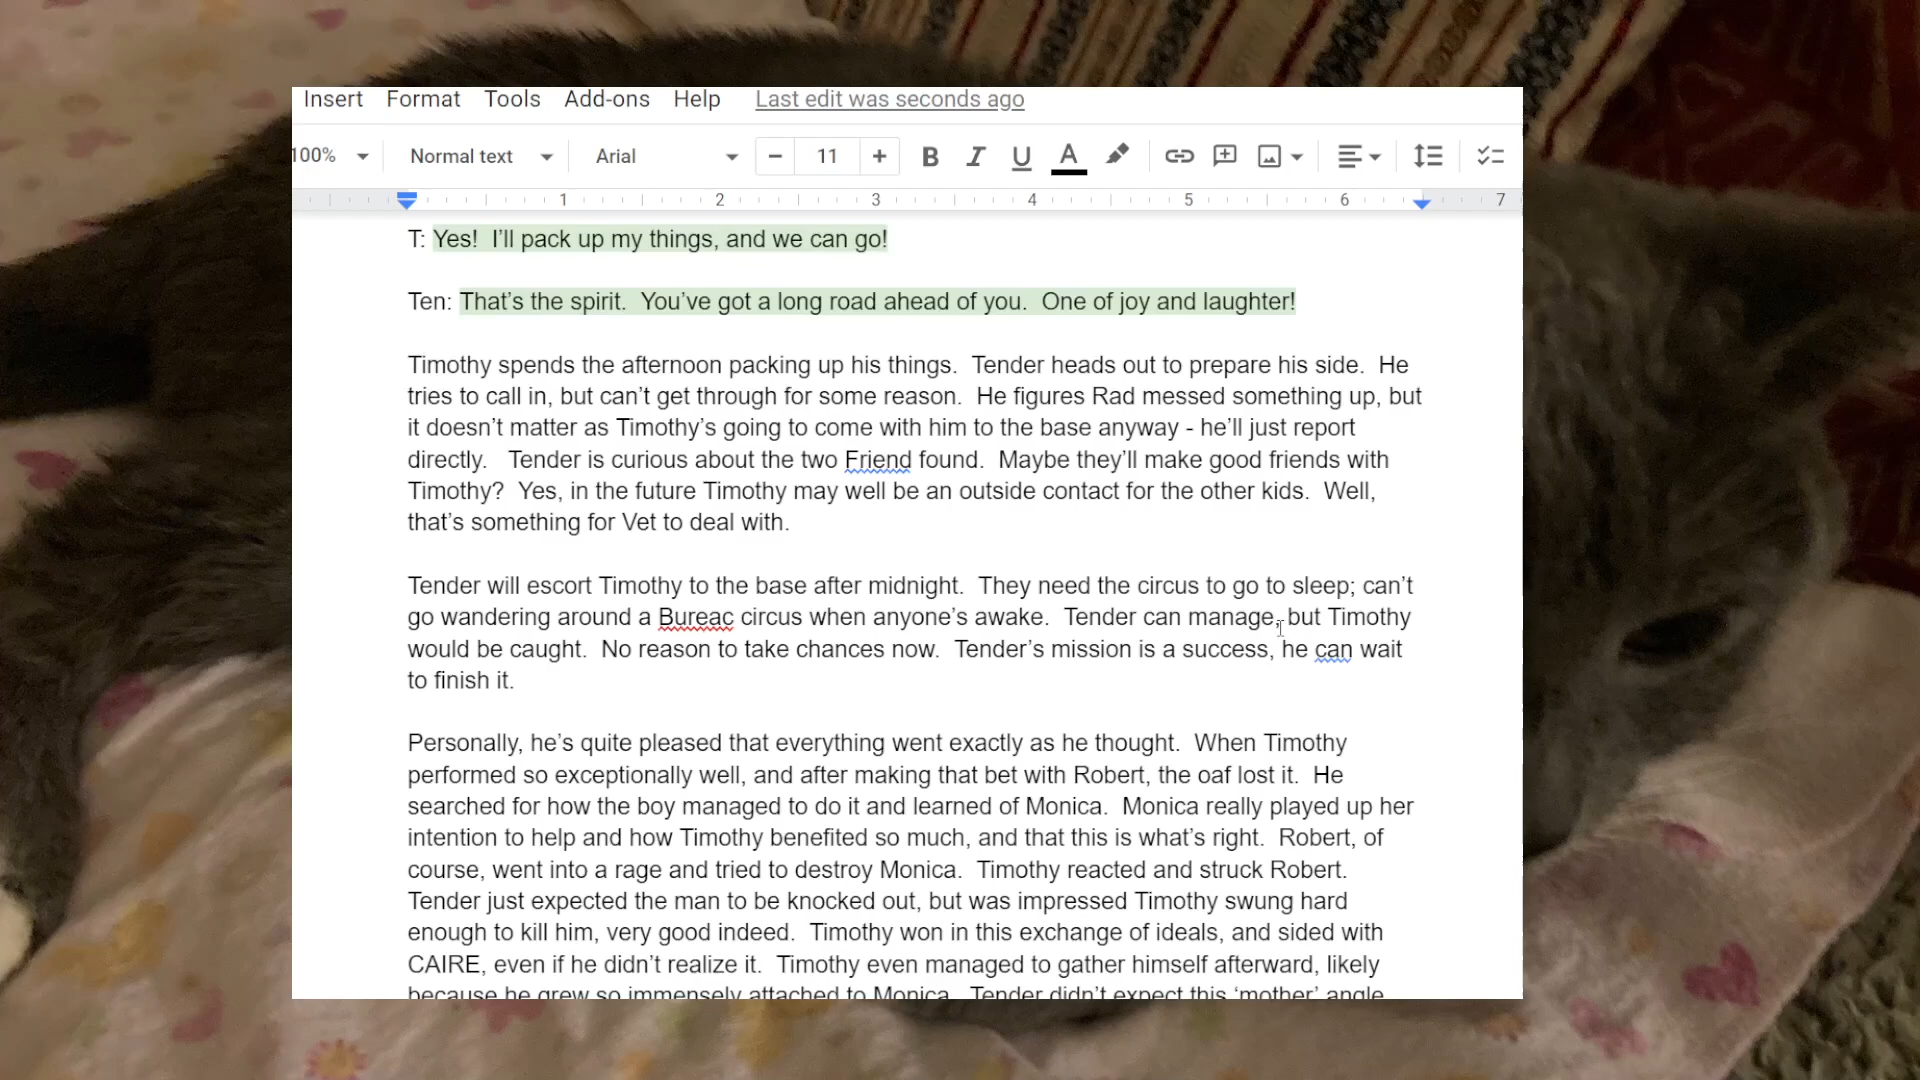 Insert Format Tools Add-ons Help Last edit was seconds ago
100% Normal text Arial 11 B I U A
1 2 3 4 5 6 7
T: Yes!  I'll pack up my things, and we can go!
Ten: That's the spirit.  You've got a long road ahead of you.  One of joy and laughter!
Timothy spends the afternoon packing up his things.  Tender heads out to prepare his side.  He
tries to call in, but can't get through for some reason.  He figures Rad messed something up, but
it doesn't matter as Timothy's going to come with him to the base anyway - he'll just report
directly.   Tender is curious about the two Friend found.  Maybe they'll make good friends with
Timothy?  Yes, in the future Timothy may well be an outside contact for the other kids.  Well,
that's something for Vet to deal with.
Tender will escort Timothy to the base after midnight.  They need the circus to go to sleep; can't
go wandering around a Bureac circus when anyone's awake.  Tender can manage, but Timothy
would be caught.  No reason to take chances now.  Tender's mission is a success, he can wait
to finish it.
Personally, he's quite pleased that everything went exactly as he thought.  When Timothy
performed so exceptionally well, and after making that bet with Robert, the oaf lost it.  He
searched for how the boy managed to do it and learned of Monica.  Monica really played up her
intention to help and how Timothy benefited so much, and that this is what's right.  Robert, of
course, went into a rage and tried to destroy Monica.  Timothy reacted and struck Robert.
Tender just expected the man to be knocked out, but was impressed Timothy swung hard
enough to kill him, very good indeed.  Timothy won in this exchange of ideals, and sided with
CAIRE, even if he didn't realize it.  Timothy even managed to gather himself afterward, likely
because he grew so immensely attached to Monica.  Tender didn't expect this 'mother' angle